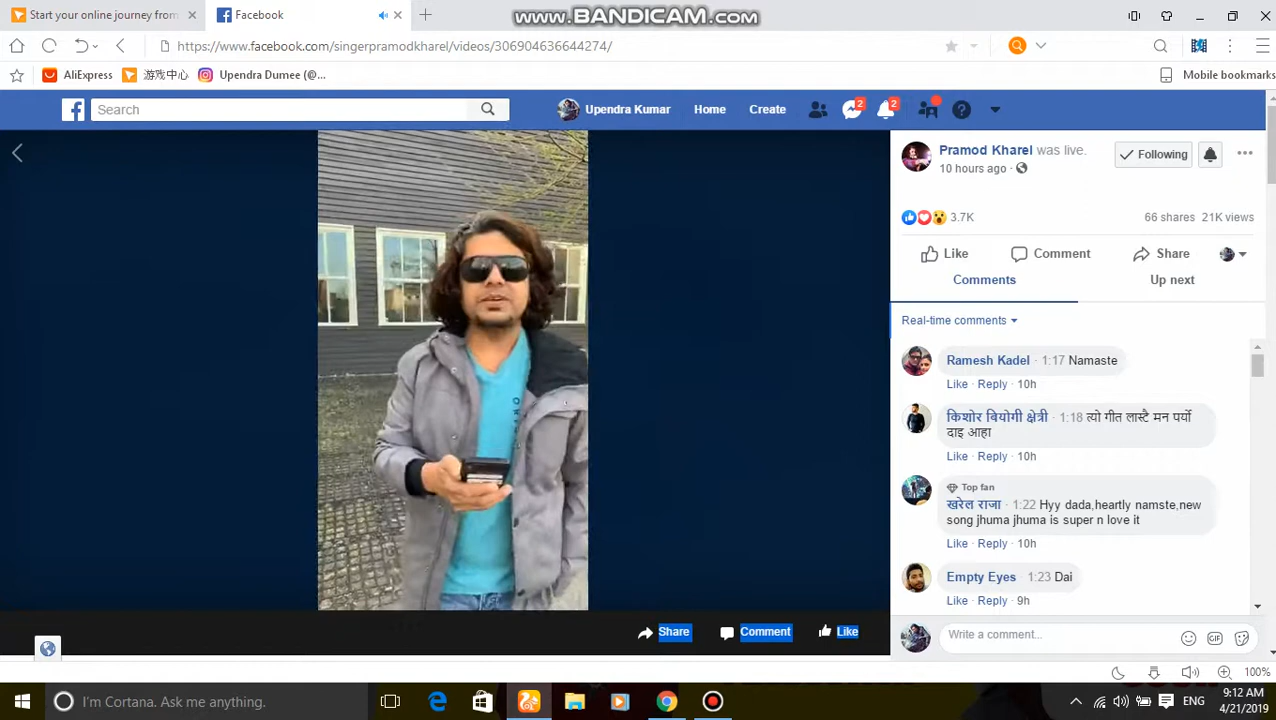 www.BANDICAM.com
Start your online journey from
Facebook
https://www.facebook.com/singerpramodkharel/videos/306904636644274/
AliExpress
游戏中心
Upendra Dumee (@...
Mobile bookmarks
Search
Upendra Kumar
Home
Create
2
2
Pramod Kharel was live.
10 hours ago
Following
3.7K
66 shares 21K views
Like
Comment
Share
Comments
Up next
Real-time comments
Ramesh Kadel · 1:17 Namaste
Like · Reply · 10h
किशोर बियोगी क्षेत्री · 1:18 त्यो गीत लास्टै मन पर्यो
दाइ आहा
Like · Reply · 10h
Top fan
खरेल राजा · 1:22 Hyy dada,heartly namste,new
song jhuma jhuma is super n love it
Like · Reply · 10h
Empty Eyes · 1:23 Dai
Like · Reply · 9h
Share
Comment
Like
Write a comment...
GIF
100%
I'm Cortana. Ask me anything.
ENG
9:12 AM
4/21/2019